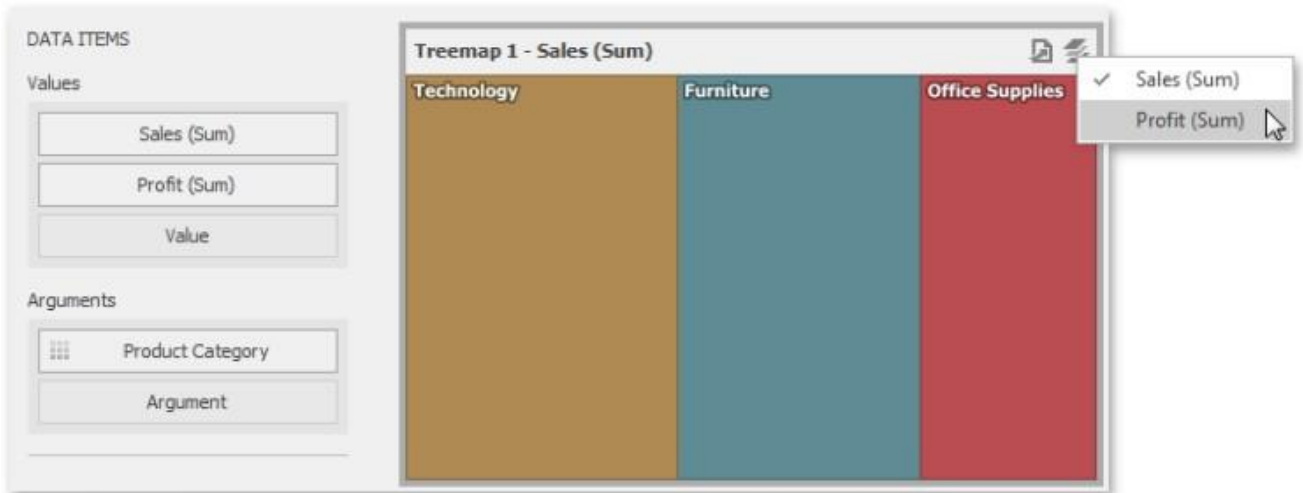 DATA ITEMS
Values
Sales (Sum)
Profit (Sum)
Value
Arguments
Product Category
Argument
Treemap 1 - Sales (Sum)
Technology
Furniture
Office Supplies
Sales (Sum)
Profit (Sum)